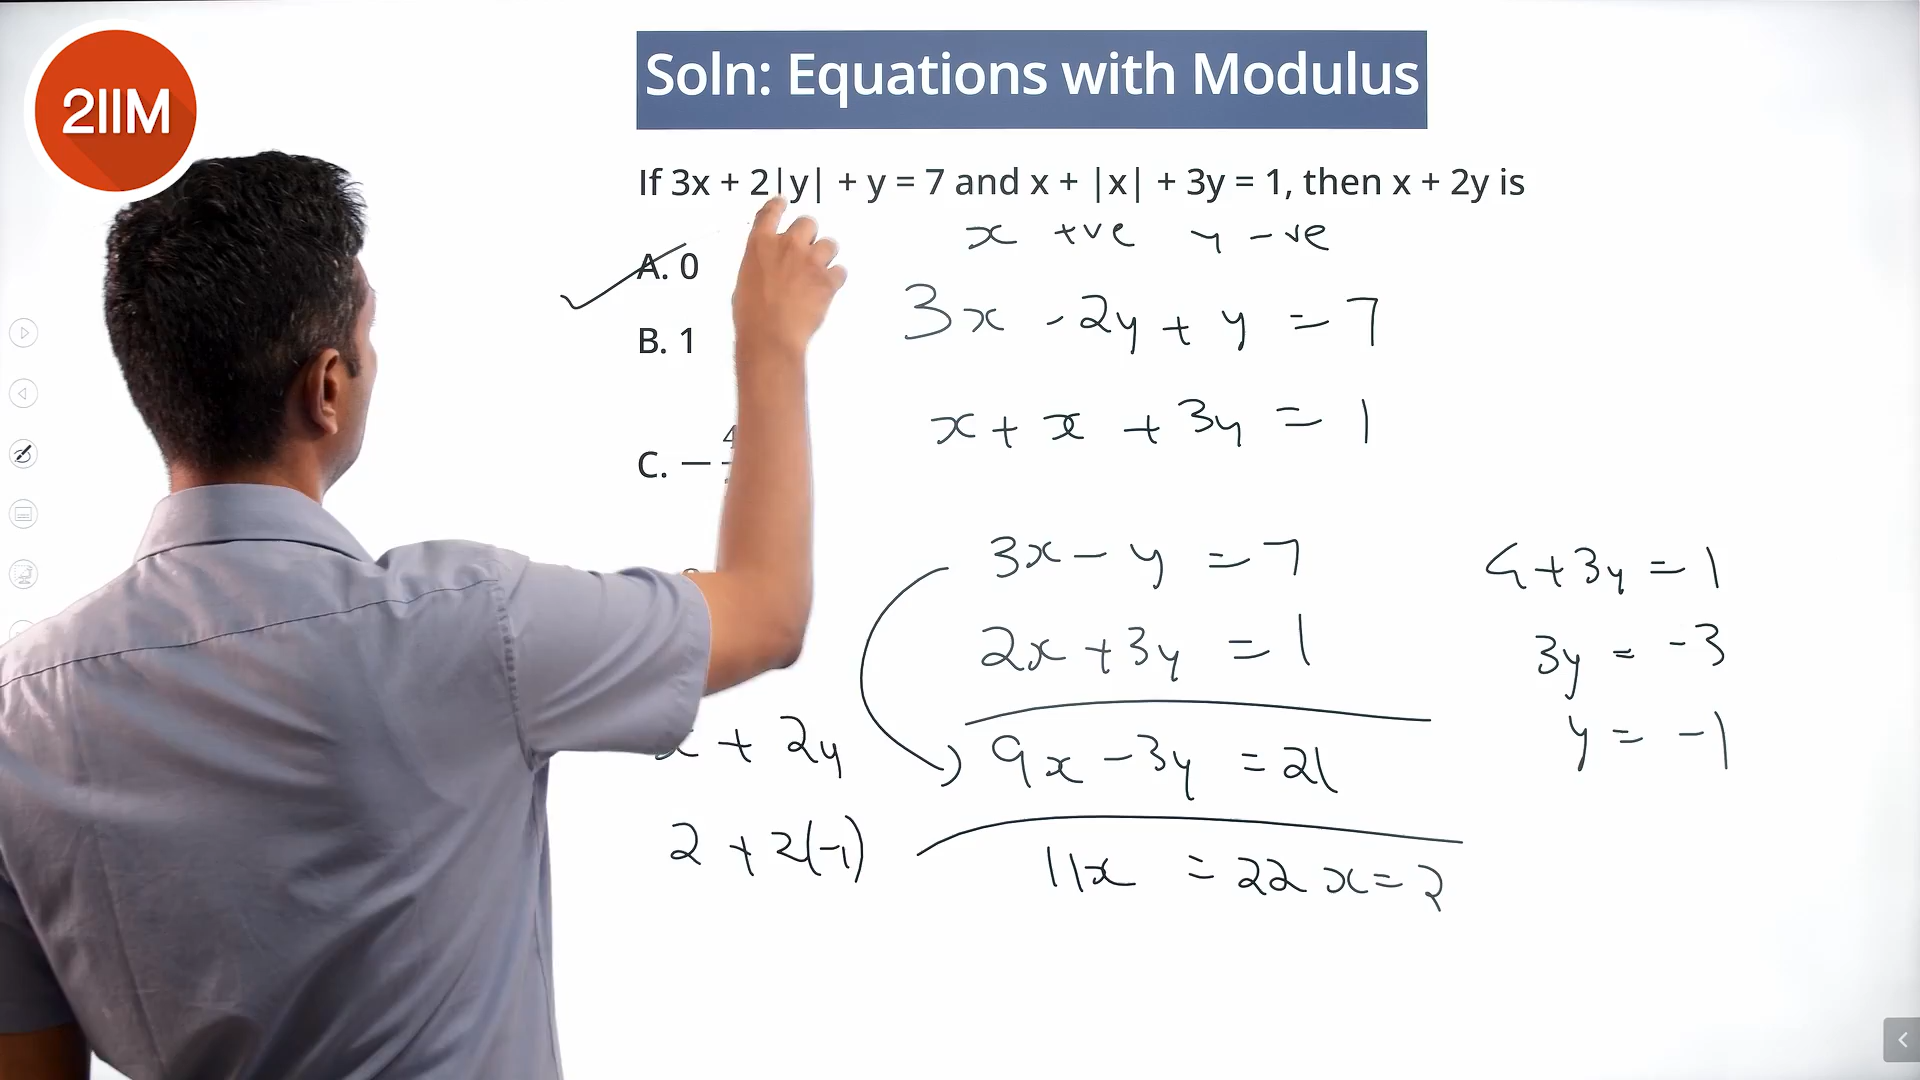 2IIM
Soln: Equations with Modulus
If 3x + 2|y| + y = 7 and x + |x| + 3y = 1, then x + 2y is
x +ve y -ve
A. 0
3x - 2y + y = 7
B. 1
x + x + 3y = 1
C. -
3x - y = 7
2x + 3y = 1
9x - 3y = 21
11x = 22 x = 2
4 + 3y = 1
3y = -3
y = -1
x + 2y
2 + 2(-1)